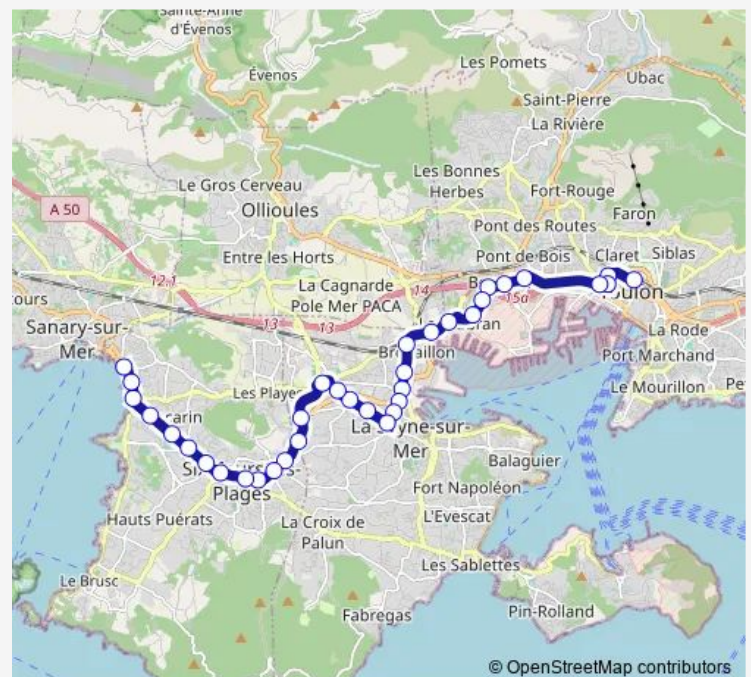 Sainte-Anne
d'Évenos
Évenos
Les Pomets
Ubac
Saint-Pierre
La Rivière
Les Bonnes
Herbes
Le Gros Cerveau
Fort-Rouge
A 50
Ollioules
Faron
Pont des Routes
Entre les Horts
Pont de Bois
Claret
Siblas
12.1
La Cagnarde
14
Pole Mer PACA
15a
Toulon
13
13
Sanary-sur-
Mer
La Rode
Port Marchand
Les Playes
Le Mourillon
La Seyne-sur-
Mer
Balaguier
Six-Fours-les-
Plages
Fort Napoléon
Hauts Puérats
La Croix de
Palun
L'Evescat
Les Sablettes
Le Brusc
Pin-Rolland
Fabregas
© OpenStreetMap contributors